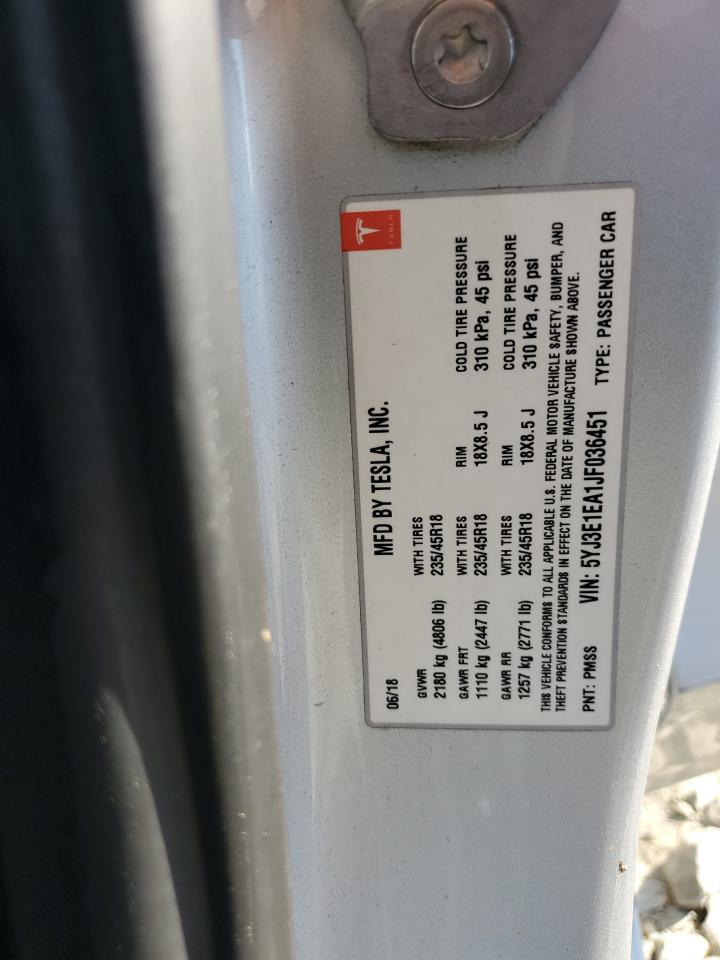 TESLA
MFD BY TESLA, INC.
06/18
GVWR WITH TIRES
2180 kg (4806 lb) 235/45R18
GAWR FRT WITH TIRES RIM COLD TIRE PRESSURE
1110 kg (2447 lb) 235/45R18 18X8.5 J 310 kPa, 45 psi
GAWR RR WITH TIRES RIM COLD TIRE PRESSURE
1257 kg (2771 lb) 235/45R18 18X8.5 J 310 kPa, 45 psi
THIS VEHICLE CONFORMS TO ALL APPLICABLE U.S. FEDERAL MOTOR VEHICLE SAFETY, BUMPER, AND
THEFT PREVENTION STANDARDS IN EFFECT ON THE DATE OF MANUFACTURE SHOWN ABOVE.
PNT: PMSS VIN: 5YJ3E1EA1JF036451 TYPE: PASSENGER CAR